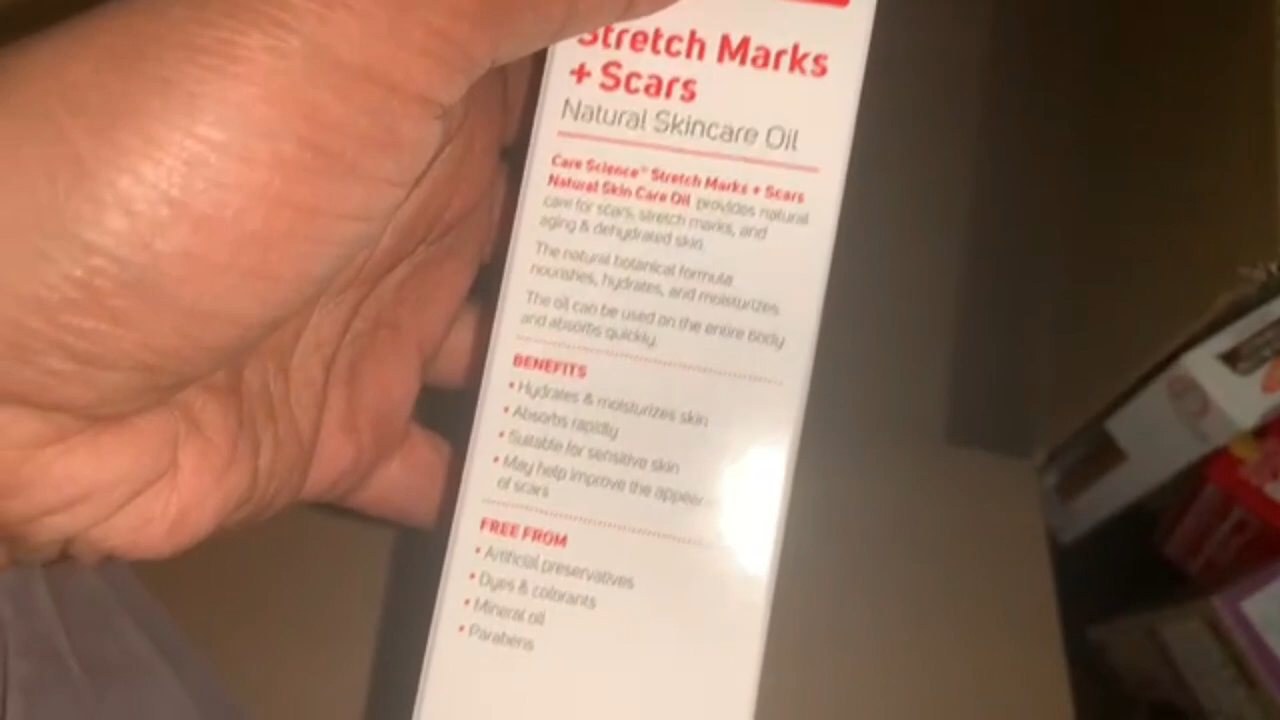 Stretch Marks
+ Scars
Natural Skincare Oil
Care Science™ Stretch Marks + Scars
Natural Skin Care Oil provides natural
care for scars, stretch marks, and
aging & dehydrated skin.
The natural botanical formula
nourishes, hydrates, and moisturizes.
The oil can be used on the entire body
and absorbs quickly.
BENEFITS
• Hydrates & moisturizes skin
• Absorbs rapidly
• Suitable for sensitive skin
• May help improve the appear
of scars
FREE FROM
• Artificial preservatives
• Dyes & colorants
• Mineral oil
• Parabens